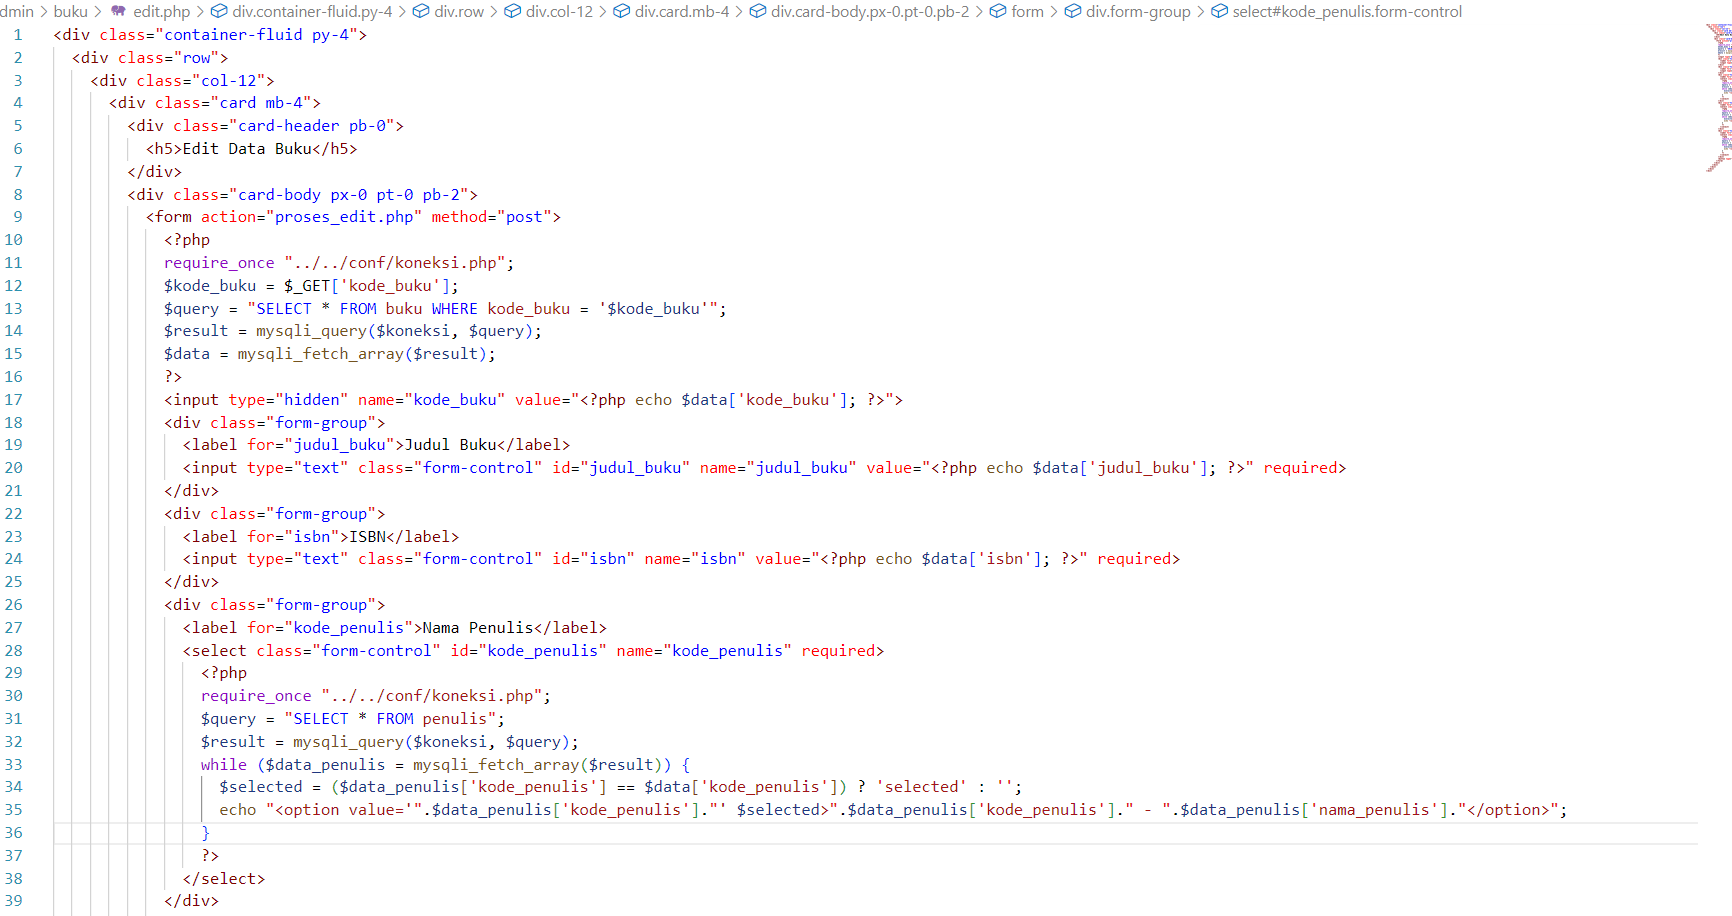 dmin > buku > edit.php > div.container-fluid.py-4 > div.row > div.col-12 > div.card.mb-4 > div.card-body.px-0.pt-0.pb-2 > form > div.form-group > select#kode_penulis.form-control
1 <div class="container-fluid py-4">
2 <div class="row">
3 <div class="col-12">
4 <div class="card mb-4">
5 <div class="card-header pb-0">
6 <h5>Edit Data Buku</h5>
7 </div>
8 <div class="card-body px-0 pt-0 pb-2">
9 <form action="proses_edit.php" method="post">
10 <?php
11 require_once "../../conf/koneksi.php";
12 $kode_buku = $_GET['kode_buku'];
13 $query = "SELECT * FROM buku WHERE kode_buku = '$kode_buku'";
14 $result = mysqli_query($koneksi, $query);
15 $data = mysqli_fetch_array($result);
16 ?>
17 <input type="hidden" name="kode_buku" value="<?php echo $data['kode_buku']; ?>">
18 <div class="form-group">
19 <label for="judul_buku">Judul Buku</label>
20 <input type="text" class="form-control" id="judul_buku" name="judul_buku" value="<?php echo $data['judul_buku']; ?>" required>
21 </div>
22 <div class="form-group">
23 <label for="isbn">ISBN</label>
24 <input type="text" class="form-control" id="isbn" name="isbn" value="<?php echo $data['isbn']; ?>" required>
25 </div>
26 <div class="form-group">
27 <label for="kode_penulis">Nama Penulis</label>
28 <select class="form-control" id="kode_penulis" name="kode_penulis" required>
29 <?php
30 require_once "../../conf/koneksi.php";
31 $query = "SELECT * FROM penulis";
32 $result = mysqli_query($koneksi, $query);
33 while ($data_penulis = mysqli_fetch_array($result)) {
34 $selected = ($data_penulis['kode_penulis'] == $data['kode_penulis']) ? 'selected' : '';
35 echo "<option value='".$data_penulis['kode_penulis']."' $selected>".$data_penulis['kode_penulis']." - ".$data_penulis['nama_penulis']."</option>";
36 }
37 ?>
38 </select>
39 </div>